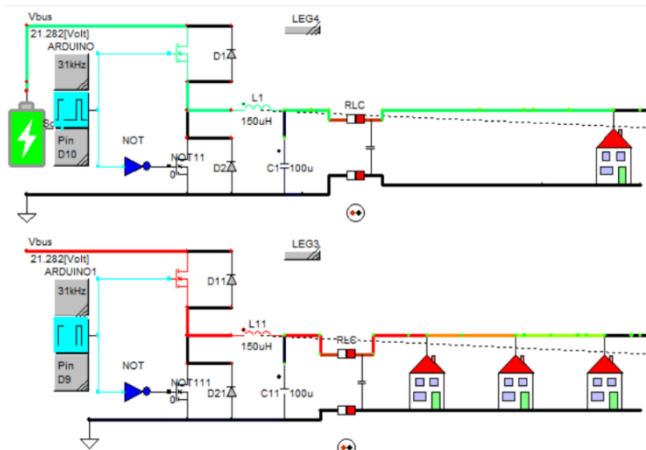 Vbus
LEG4
21.282[Volt]
ARDUINO
31kHz
D1
L1
RLC
150uH
Pin
D10
NOT
NOT11
0
D2
C1
100u
Vbus
LEG3
21.282[Volt]
ARDUINO1
31kHz
D11
L11
RLC
150uH
Pin
D9
NOT
NOT111
0
D21
C11
100u